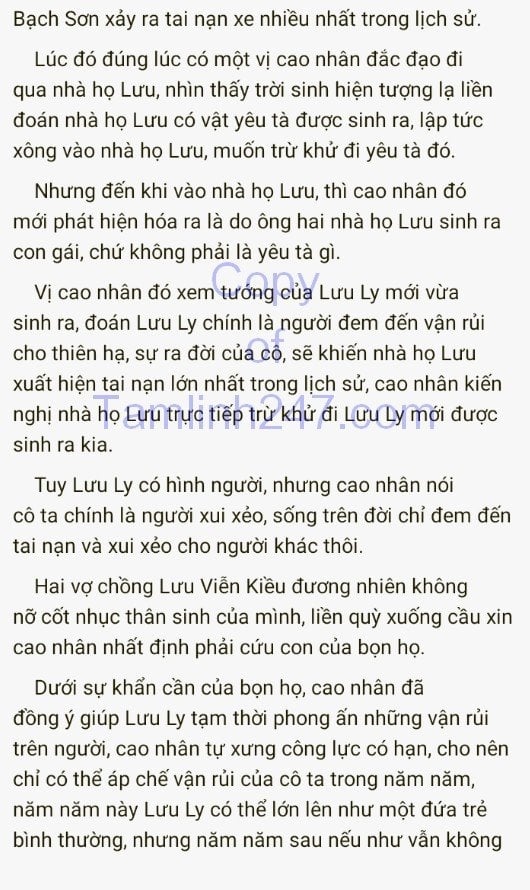 Bạch Sơn xảy ra tai nạn xe nhiều nhất trong lịch sử.
Lúc đó đúng lúc có một vị cao nhân đắc đạo đi
qua nhà họ Lưu, nhìn thấy trời sinh hiện tượng lạ liền
đoán nhà họ Lưu có vật yêu tà được sinh ra, lập tức
xông vào nhà họ Lưu, muốn trừ khử đi yêu tà đó.
Nhưng đến khi vào nhà họ Lưu, thì cao nhân đó
mới phát hiện hóa ra là do ông hai nhà họ Lưu sinh ra
con gái, chứ không phải là yêu tà gì.
Copy
Vị cao nhân đó xem tướng của Lưu Ly mới vừa
sinh ra, đoán Lưu Ly chính là người đem đến vận rủi
of
cho thiên hạ, sự ra đời của cô, sẽ khiến nhà họ Lưu
xuất hiện tai nạn lớn nhất trong lịch sử, cao nhân kiến
nghị nhà họ Lưu trực tiếp trừ khử đi Lưu Ly mới được
Tamlinh247.com
sinh ra kia.
Tuy Lưu Ly có hình người, nhưng cao nhân nói
cô ta chính là người xui xẻo, sống trên đời chỉ đem đến
tai nạn và xui xẻo cho người khác thôi.
Hai vợ chồng Lưu Viễn Kiều đương nhiên không
nỡ cốt nhục thân sinh của mình, liền quỳ xuống cầu xin
cao nhân nhất định phải cứu con của bọn họ.
Dưới sự khẩn cần của bọn họ, cao nhân đã
đồng ý giúp Lưu Ly tạm thời phong ấn những vận rủi
trên người, cao nhân tự xưng công lực có hạn, cho nên
chỉ có thể áp chế vận rủi của cô ta trong năm năm,
năm năm này Lưu Ly có thể lớn lên như một đứa trẻ
bình thường, nhưng năm năm sau nếu như vẫn không